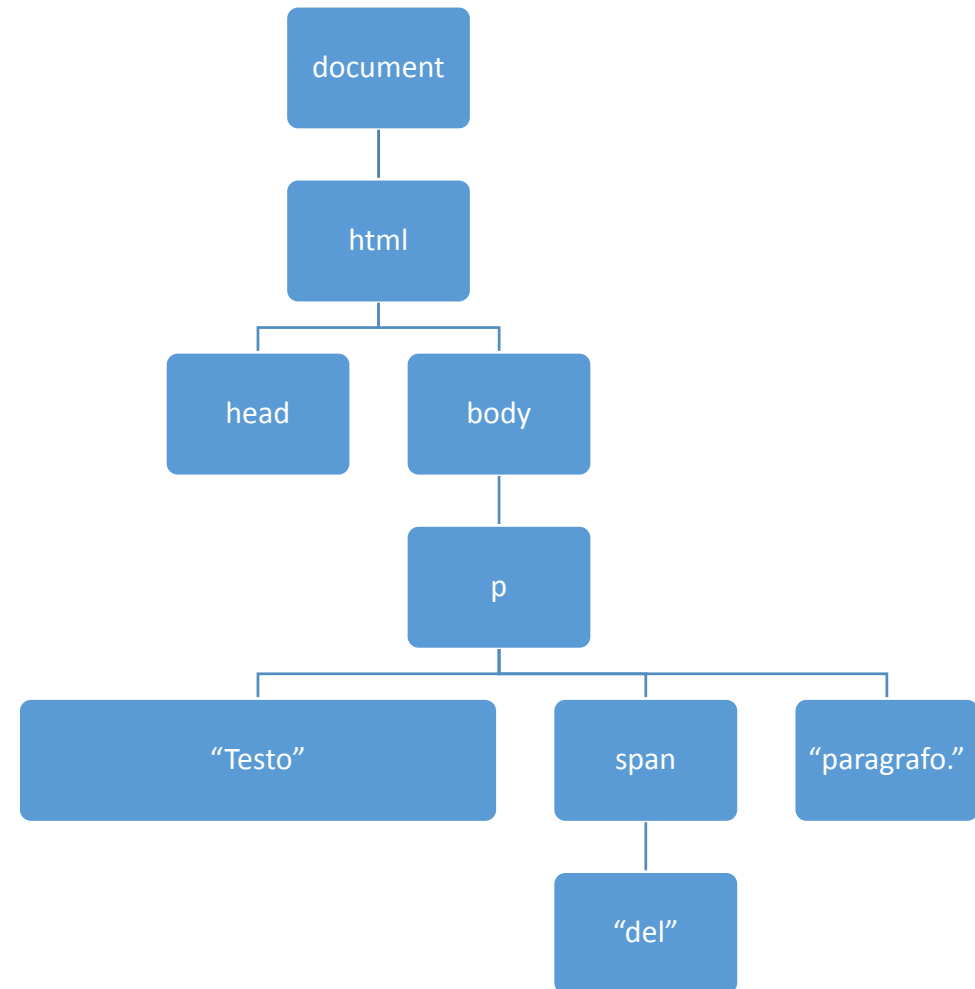 document
html
head
body
p
“Testo”
span
“paragrafo.”
“del”